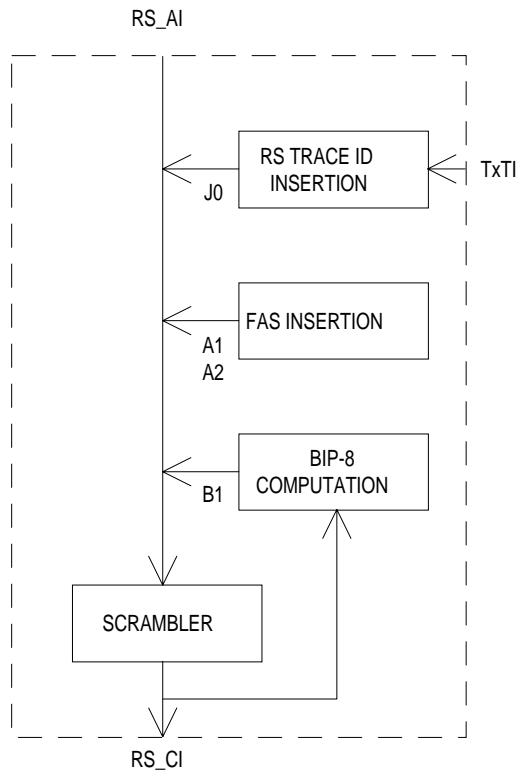 RS_AI
RS TRACE ID
INSERTION
TxTI
J0
FAS INSERTION
A1
A2
BIP-8
COMPUTATION
B1
SCRAMBLER
RS_CI